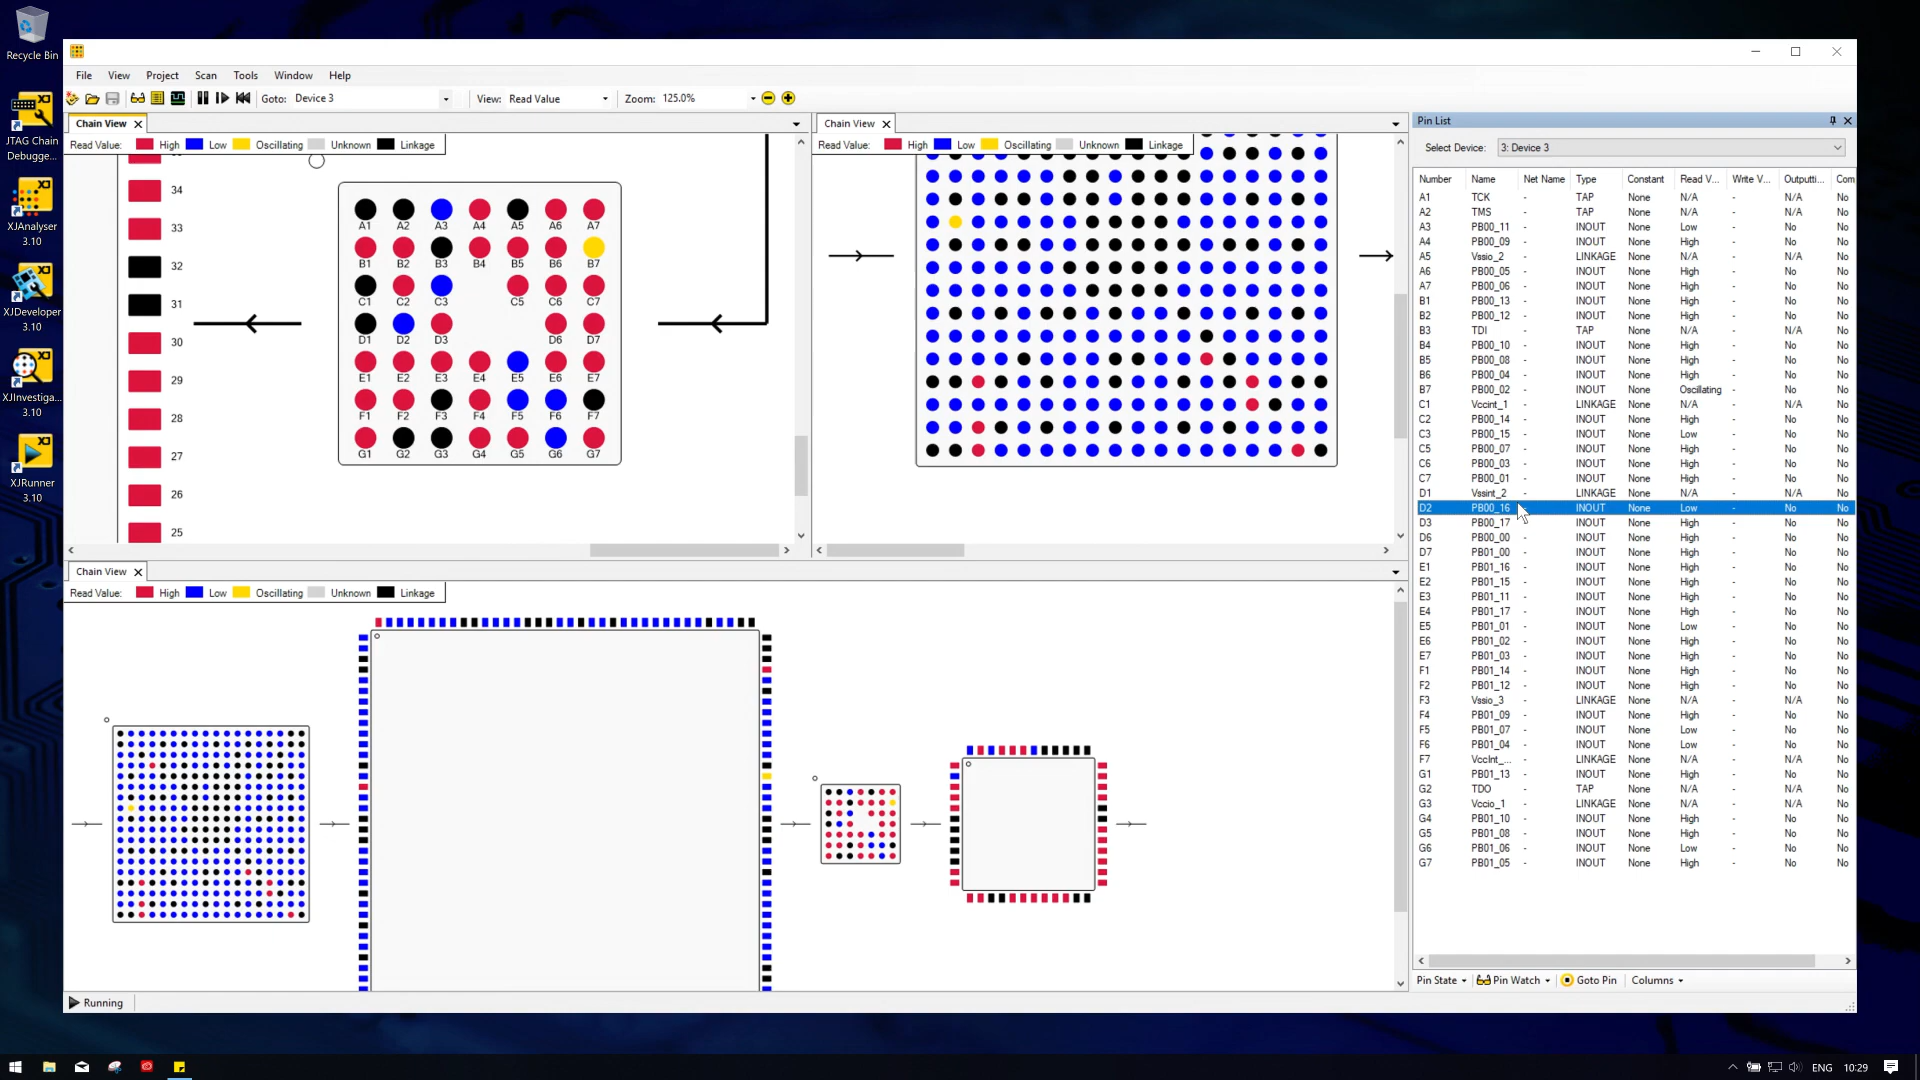 Recycle Bin
JTAG Chain
Debugge...
XJAnalyser
3.10
XJDeveloper
3.10
XJInvestiga...
3.10
XJRunner
3.10
File View Project Scan Tools Window Help
Goto: Device 3 View: Read Value Zoom: 125.0%
Chain View
Read Value: High Low Oscillating Unknown Linkage
34
33
32
31
30
29
28
27
26
25
A1 A2 A3 A4 A5 A6 A7
B1 B2 B3 B4 B5 B6 B7
C1 C2 C3 C5 C6 C7
D1 D2 D3 D6 D7
E1 E2 E3 E4 E5 E6 E7
F1 F2 F3 F4 F5 F6 F7
G1 G2 G3 G4 G5 G6 G7
Chain View
Read Value: High Low Oscillating Unknown Linkage
Chain View
Read Value: High Low Oscillating Unknown Linkage
Pin List
Select Device: 3: Device 3
Number Name Net Name Type Constant Read V... Write V... Outputti... Com
A1 TCK - TAP None N/A - N/A No
A2 TMS - TAP None N/A - N/A No
A3 PB00_11 - INOUT None Low - No No
A4 PB00_09 - INOUT None High - No No
A5 Vssio_2 - LINKAGE None N/A - N/A No
A6 PB00_05 - INOUT None High - No No
A7 PB00_06 - INOUT None High - No No
B1 PB00_13 - INOUT None High - No No
B2 PB00_12 - INOUT None High - No No
B3 TDI - TAP None N/A - N/A No
B4 PB00_10 - INOUT None High - No No
B5 PB00_08 - INOUT None High - No No
B6 PB00_04 - INOUT None High - No No
B7 PB00_02 - INOUT None Oscillating - No No
C1 Vccint_1 - LINKAGE None N/A - N/A No
C2 PB00_14 - INOUT None High - No No
C3 PB00_15 - INOUT None Low - No No
C5 PB00_07 - INOUT None High - No No
C6 PB00_03 - INOUT None High - No No
C7 PB00_01 - INOUT None High - No No
D1 Vssint_2 - LINKAGE None N/A - N/A No
D2 PB00_16 - INOUT None Low - No No
D3 PB00_17 - INOUT None High - No No
D6 PB00_00 - INOUT None High - No No
D7 PB01_00 - INOUT None High - No No
E1 PB01_16 - INOUT None High - No No
E2 PB01_15 - INOUT None High - No No
E3 PB01_11 - INOUT None High - No No
E4 PB01_17 - INOUT None High - No No
E5 PB01_01 - INOUT None Low - No No
E6 PB01_02 - INOUT None High - No No
E7 PB01_03 - INOUT None High - No No
F1 PB01_14 - INOUT None High - No No
F2 PB01_12 - INOUT None High - No No
F3 Vssio_3 - LINKAGE None N/A - N/A No
F4 PB01_09 - INOUT None High - No No
F5 PB01_07 - INOUT None Low - No No
F6 PB01_04 - INOUT None Low - No No
F7 VccInt_... - LINKAGE None N/A - N/A No
G1 PB01_13 - INOUT None High - No No
G2 TDO - TAP None N/A - N/A No
G3 Vccio_1 - LINKAGE None N/A - N/A No
G4 PB01_10 - INOUT None High - No No
G5 PB01_08 - INOUT None High - No No
G6 PB01_06 - INOUT None Low - No No
G7 PB01_05 - INOUT None High - No No
Pin State Pin Watch Goto Pin Columns
Running
ENG 10:29